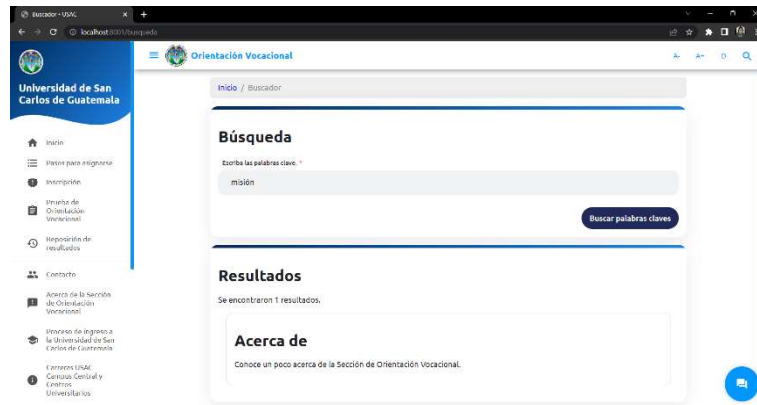 Buscador - USAC
localhost:8001/busqueda
Universidad de San
Carlos de Guatemala
Inicio
Pasos para asignarse
Inscripción
Prueba de
Orientación
Vocacional
Reposición de
resultados
Contacto
Acerca de la Sección
de Orientación
Vocacional
Proceso de ingreso a
la Universidad de San
Carlos de Guatemala
Carreras USAC
Campus Central y
Centros
Universitarios
Orientación Vocacional
A-
A+
Inicio / Buscador
Búsqueda
Escriba las palabras clave. *
misión
Buscar palabras claves
Resultados
Se encontraron 1 resultados.
Acerca de
Conoce un poco acerca de la Sección de Orientación Vocacional.